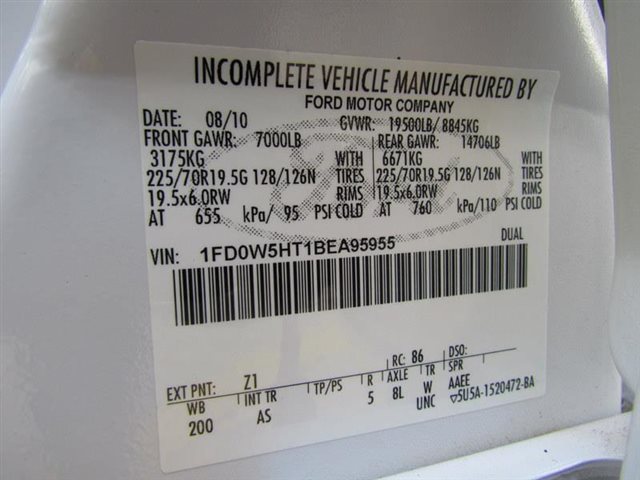 INCOMPLETE VEHICLE MANUFACTURED BY
FORD MOTOR COMPANY
DATE: 08/10 GVWR: 19500LB/ 8845KG
FRONT GAWR: 7000LB REAR GAWR: 14706LB
3175KG WITH 6671KG WITH
225/70R19.5G 128/126N TIRES 225/70R19.5G 128/126N TIRES
19.5x6.0RW RIMS 19.5x6.0RW RIMS
AT 655 kPa/ 95 PSI COLD AT 760 kPa/110 PSI COLD
VIN: 1FD0W5HT1BEA95955 DUAL
RC: 86 DSO:
EXT PNT: Z1 TP/PS R AXLE TR SPR
WB INT TR 5 8L W AAEE
200 AS UNC ▽5U5A-1520472-BA